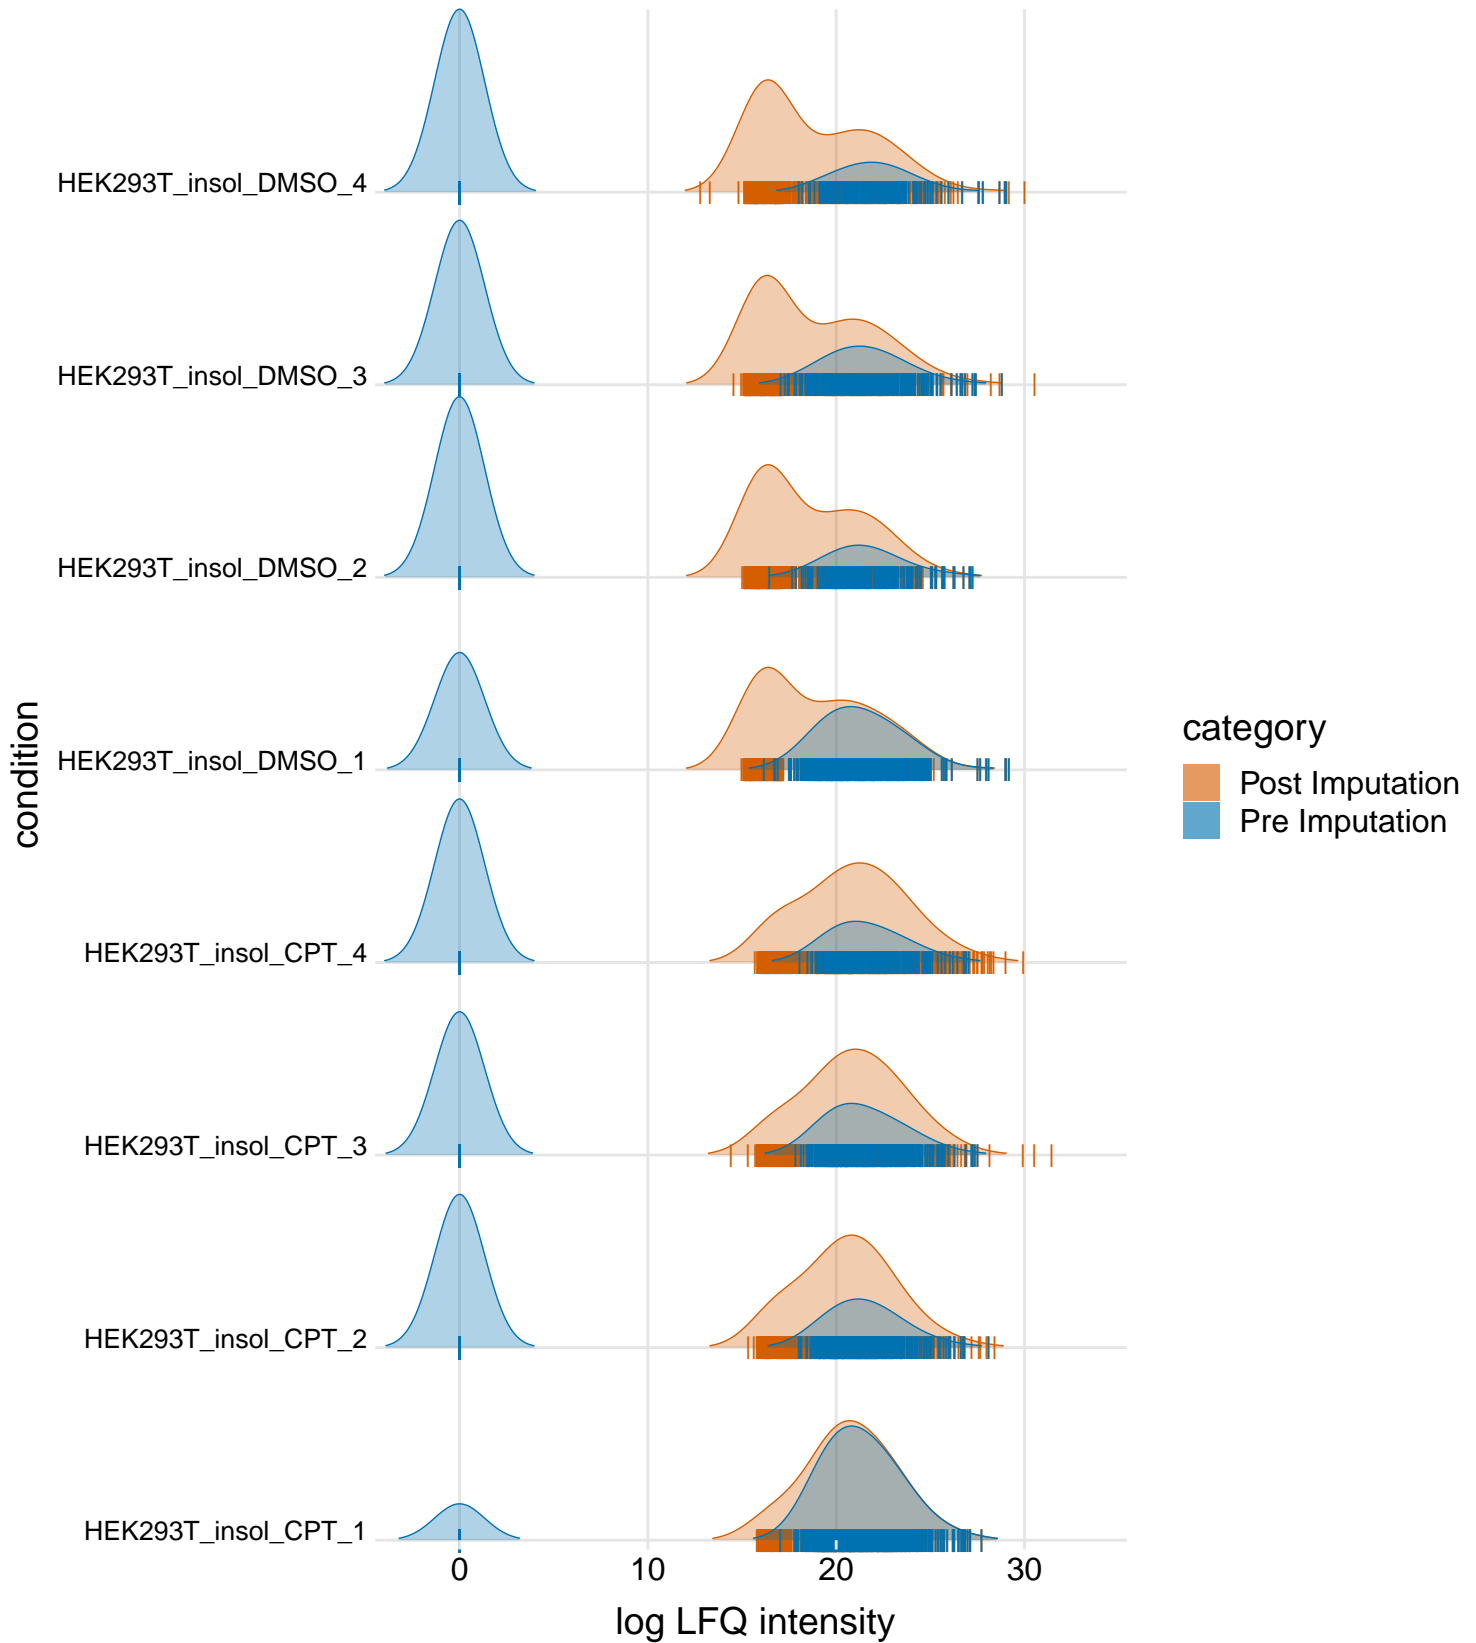 HEK293T_insol_DMSO_4
HEK293T_insol_DMSO_3
HEK293T_insol_DMSO_2
HEK293T_insol_DMSO_1
HEK293T_insol_CPT_4
HEK293T_insol_CPT_3
HEK293T_insol_CPT_2
HEK293T_insol_CPT_1
condition
0 10 20 30
log LFQ intensity
category
Post Imputation
Pre Imputation